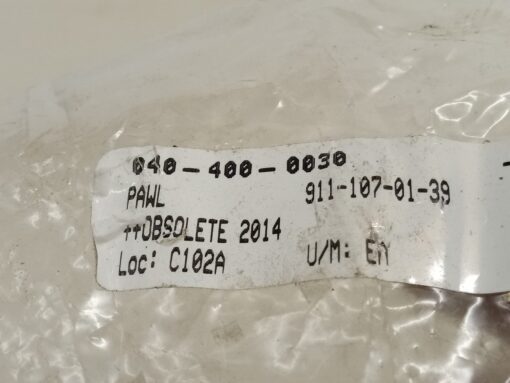 040-400-0030
PAWL 911-107-01-39
++OBSOLETE 2014
Loc: C102A U/M: EA